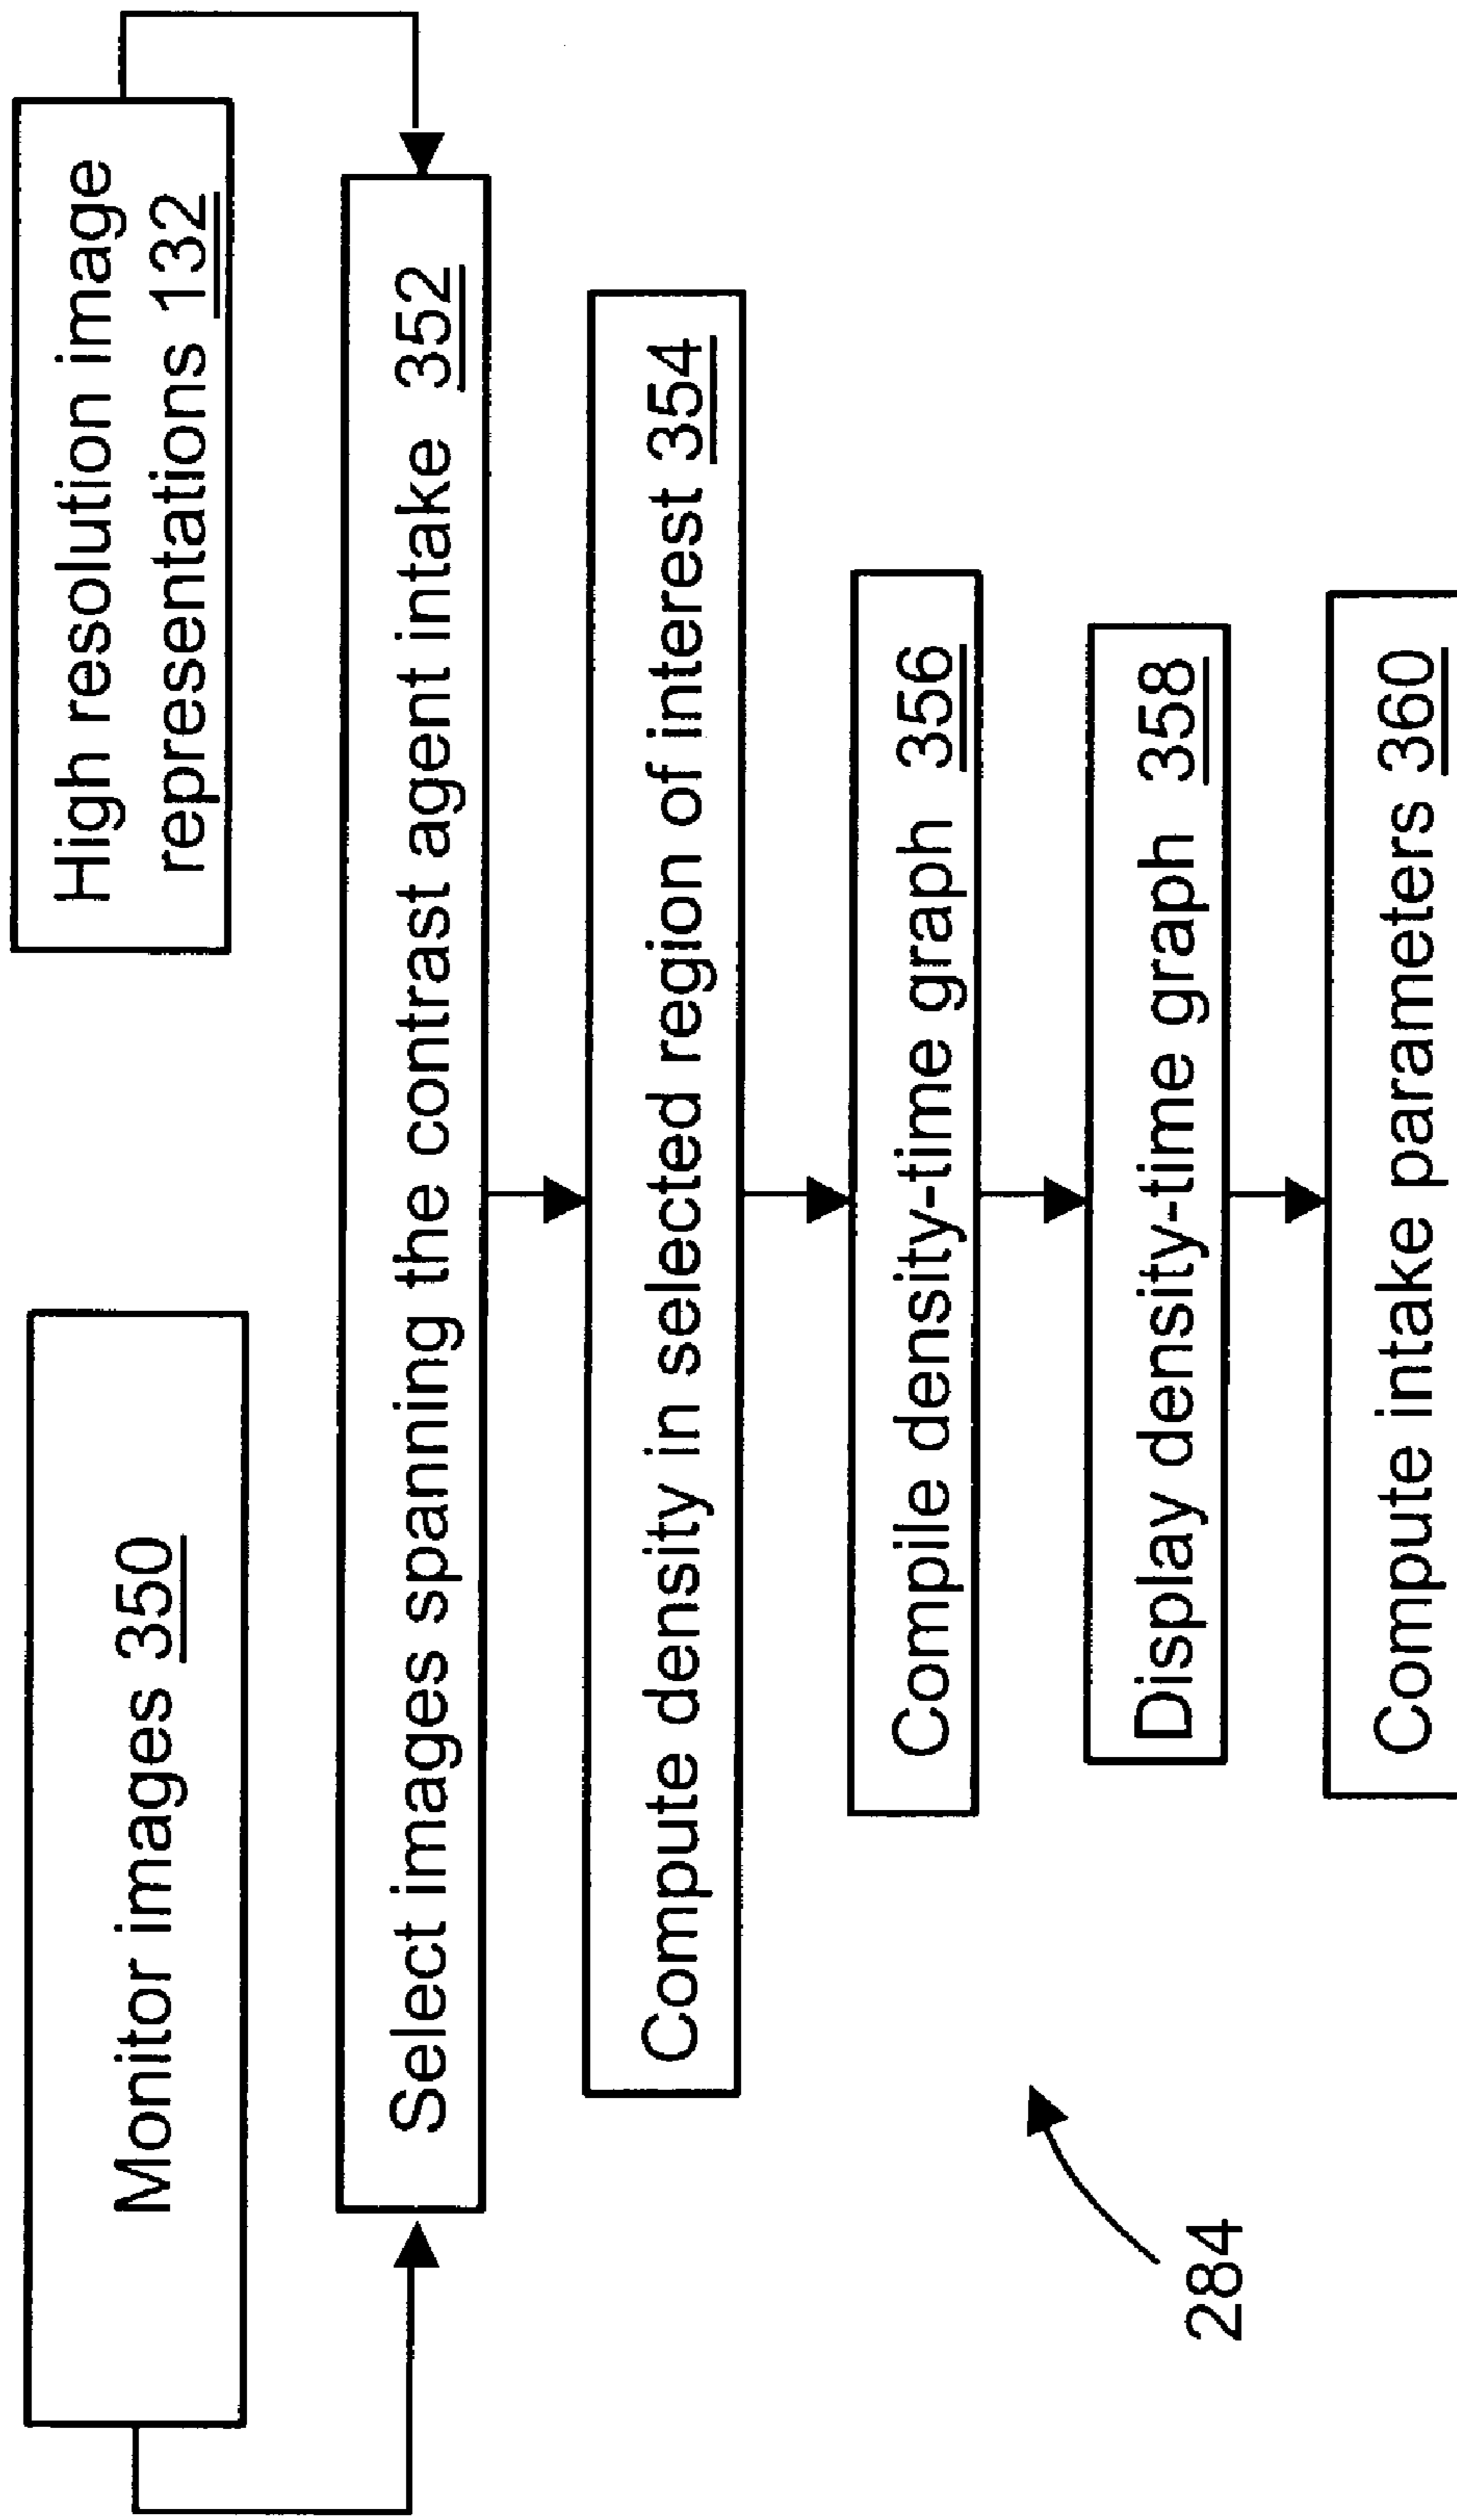 Monitor images 350
High resolution image
representations 132
Select images spanning the contrast agent intake 352
Compute density in selected region of interest 354
Compile density-time graph 356
Display density-time graph 358
Compute intake parameters 360
284